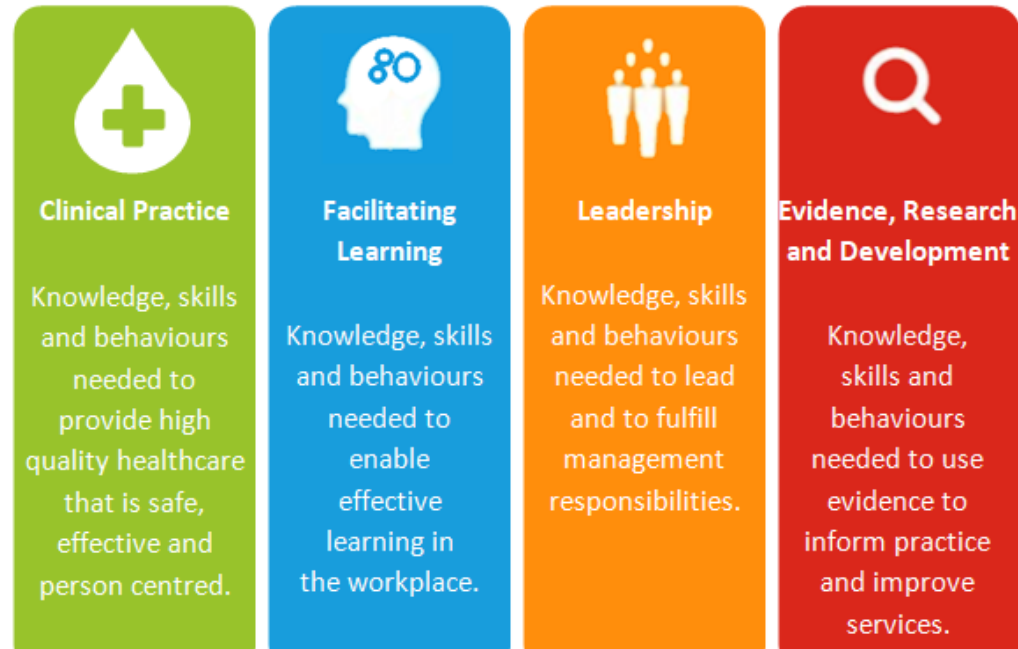 Clinical Practice
Knowledge, skills
and behaviours
needed to
provide high
quality healthcare
that is safe,
effective and
person centred.
Facilitating
Learning
Knowledge, skills
and behaviours
needed to
enable
effective
learning in
the workplace.
Leadership
Knowledge, skills
and behaviours
needed to lead
and to fulfill
management
responsibilities.
Evidence, Research
and Development
Knowledge,
skills and
behaviours
needed to use
evidence to
inform practice
and improve
services.